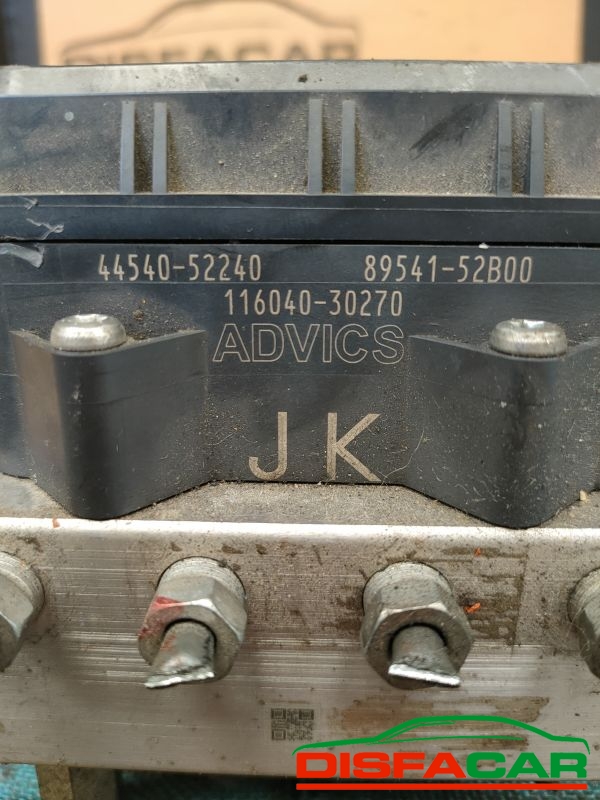 DISFACAR
44540-52240 89541-52B00
116040-30270
ADVICS
JK
DISFACAR